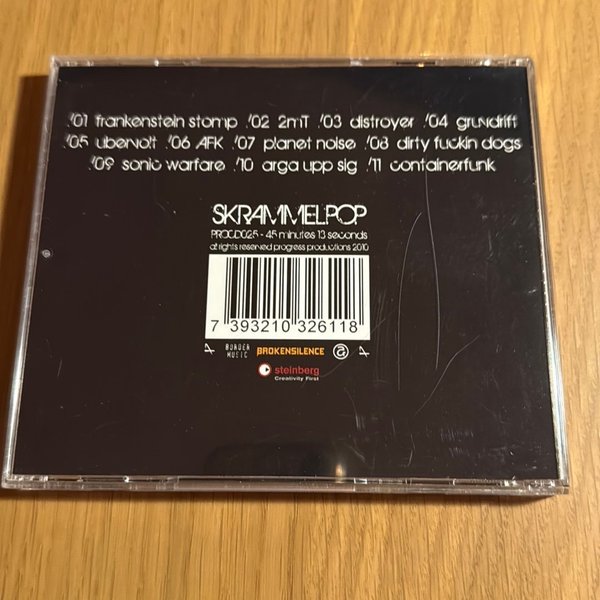 .'01 frankenstein stomp .'02 2mT .'03 distroyer .'04 grundrift
.'05 ubervolt .'06 AFK .'07 planet noise .'08 dirty fuckin dogs
.'09 sonic warfare .'10 arga upp sig .'11 containerfunk
SKRAMMELPOP
PROCD025 - 45 minutes 13 seconds
all rights reserved progress productions 2010
7 393210 326118
BORDER MUSIC BROKENSILENCE
steinberg
Creativity First